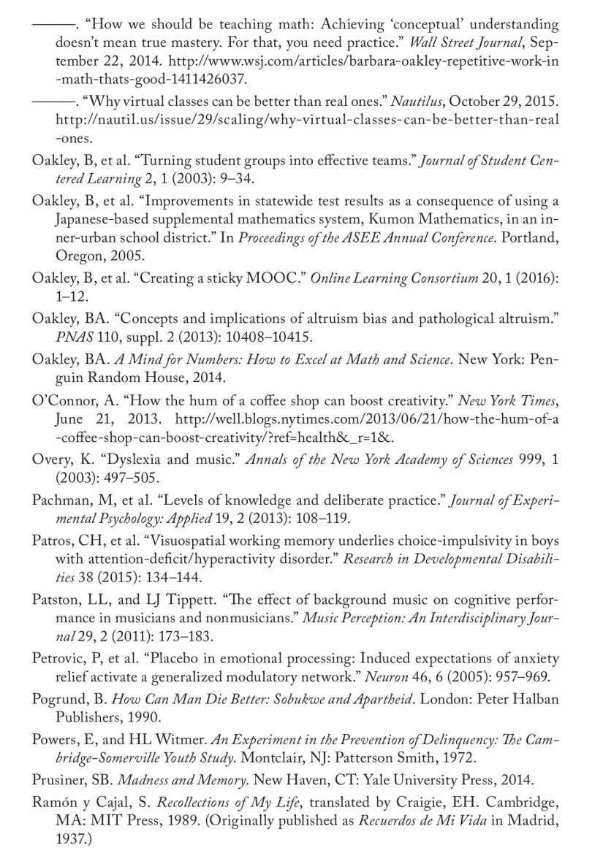 ———. “How we should be teaching math: Achieving ‘conceptual’ understanding
doesn’t mean true mastery. For that, you need practice.” Wall Street Journal, Sep-
tember 22, 2014. http://www.wsj.com/articles/barbara-oakley-repetitive-work-in
-math-thats-good-1411426037.
———. “Why virtual classes can be better than real ones.” Nautilus, October 29, 2015.
http://nautil.us/issue/29/scaling/why-virtual-classes-can-be-better-than-real
-ones.
Oakley, B, et al. “Turning student groups into effective teams.” Journal of Student Cen-
tered Learning 2, 1 (2003): 9–34.
Oakley, B, et al. “Improvements in statewide test results as a consequence of using a
Japanese-based supplemental mathematics system, Kumon Mathematics, in an in-
ner-urban school district.” In Proceedings of the ASEE Annual Conference. Portland,
Oregon, 2005.
Oakley, B, et al. “Creating a sticky MOOC.” Online Learning Consortium 20, 1 (2016):
1–12.
Oakley, BA. “Concepts and implications of altruism bias and pathological altruism.”
PNAS 110, suppl. 2 (2013): 10408–10415.
Oakley, BA. A Mind for Numbers: How to Excel at Math and Science. New York: Pen-
guin Random House, 2014.
O’Connor, A. “How the hum of a coffee shop can boost creativity.” New York Times,
June 21, 2013. http://well.blogs.nytimes.com/2013/06/21/how-the-hum-of-a
-coffee-shop-can-boost-creativity/?ref=health&_r=1&.
Overy, K. “Dyslexia and music.” Annals of the New York Academy of Sciences 999, 1
(2003): 497–505.
Pachman, M, et al. “Levels of knowledge and deliberate practice.” Journal of Experi-
mental Psychology: Applied 19, 2 (2013): 108–119.
Patros, CH, et al. “Visuospatial working memory underlies choice-impulsivity in boys
with attention-deficit/hyperactivity disorder.” Research in Developmental Disabili-
ties 38 (2015): 134–144.
Patston, LL, and LJ Tippett. “The effect of background music on cognitive perfor-
mance in musicians and nonmusicians.” Music Perception: An Interdisciplinary Jour-
nal 29, 2 (2011): 173–183.
Petrovic, P, et al. “Placebo in emotional processing: Induced expectations of anxiety
relief activate a generalized modulatory network.” Neuron 46, 6 (2005): 957–969.
Pogrund, B. How Can Man Die Better: Sobukwe and Apartheid. London: Peter Halban
Publishers, 1990.
Powers, E, and HL Witmer. An Experiment in the Prevention of Delinquency: The Cam-
bridge-Somerville Youth Study. Montclair, NJ: Patterson Smith, 1972.
Prusiner, SB. Madness and Memory. New Haven, CT: Yale University Press, 2014.
Ramón y Cajal, S. Recollections of My Life, translated by Craigie, EH. Cambridge,
MA: MIT Press, 1989. (Originally published as Recuerdos de Mi Vida in Madrid,
1937.)